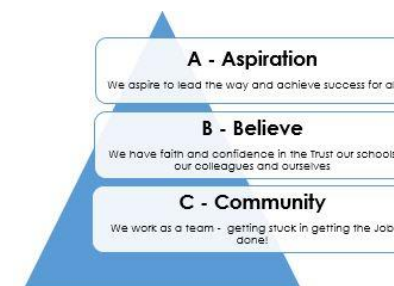 A - Aspiration
We aspire to lead the way and achieve success for al
B - Believe
We have faith and confidence in the Trust our schools
our colleagues and ourselves
C - Community
We work as a team - getting stuck in getting the Job
done!